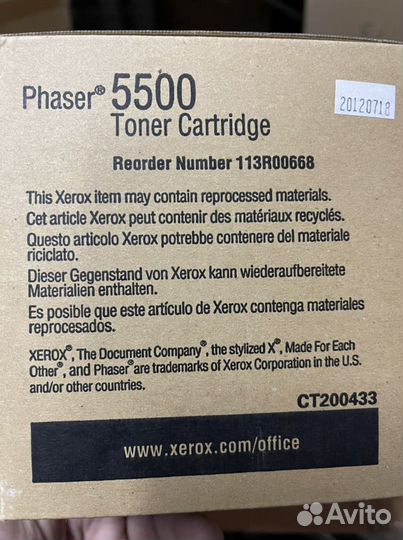 Phaser® 5500
20120718
Toner Cartridge
Reorder Number 113R00668
This Xerox item may contain reprocessed materials.
Cet article Xerox peut contenir des matériaux recyclés.
Questo articolo Xerox potrebbe contenere del materiale
riciclato.
Dieser Gegenstand von Xerox kann wiederaufbereitete
Materialien enthalten.
Es posible que este artículo de Xerox contenga materiales
reprocesados.
XEROX®, The Document Company®, the stylized X®, Made For Each
Other®, and Phaser® are trademarks of Xerox Corporation in the U.S.
and/or other countries.
CT200433
www.xerox.com/office
Avito